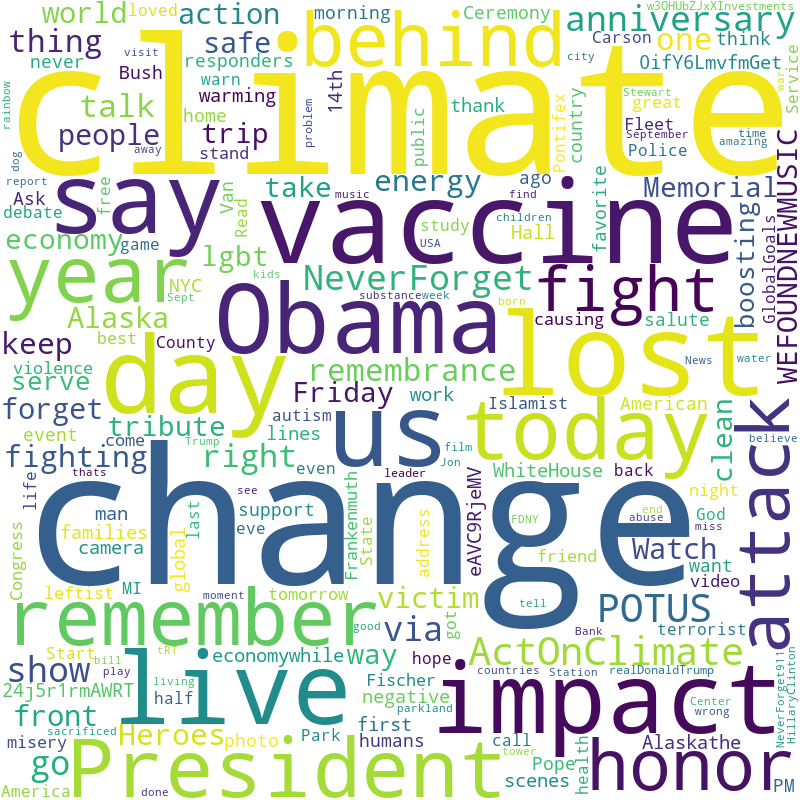 w3OHUbZJxXInvestments
world
loved
action
morning
Ceremony
anniversary
thing
visit
safe
behind
Carson
one
think
never
Bush
responders
city
OifY6LmvfmGet
climate
warn
warming
14th
Stewart
war
Service
rainbow
talk
home
thank
great
country
Fleet
September
time
amazing
people
trip
stand
problem
public
Pontifex
Police
dog
away
report
say
take
energy
ago
favorite
Memorial
Ask
free
Van
Read
music
find
vaccine
debate
game
study
children
Hall
boosting
GlobalGoals
WEFOUNDNEWMUSIC
economy
lgbt
USA
year
NYC
kids
NeverForget
fight
Sept
substance
week
born
Alaska
Obama
causing
salute
keep
best
County
lost
News
water
violence
day
remembrance
serve
Friday
work
Islamist
American
forget
tribute
autism
us
today
clean
attack
event
come
Trump
lines
film
Jon
believe
fighting
right
even
thats
leader
WhiteHouse
back
night
life
change
see
eAVC9RjeMV
God
want
man
last
support
Frankenmuth
State
address
FDNY
end
abuse
miss
Watch
video
families
eve
camera
global
friend
Congress
leftist
MI
tomorrow
victim
got
tell
POTUS
remember
moment
good
via
Bank
terrorist
Start
tRT
hope
ActOnClimate
bill
play
show
live
economywhile
way
countries
Station
realDonaldTrump
24j5r1rmAWRT
living
half
Fischer
negative
parkland
impact
Center
wrong
NeverForget911
HillaryClinton
front
sacrificed
Heroes
photo
Park
first
humans
call
health
Alaskathe
misery
go
President
tower
Pope
honor
America
done
scenes
PM